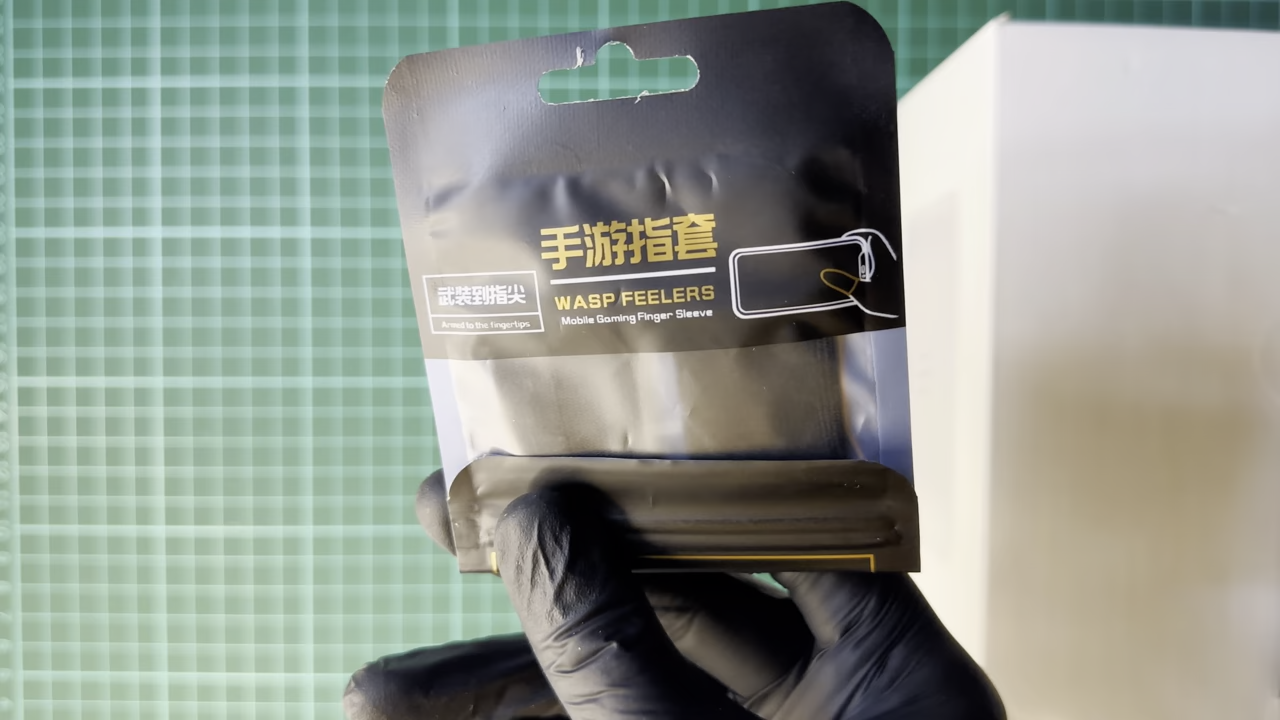 手游指套
武装到指尖
Armed to the fingertips
WASP FEELERS
Mobile Gaming Finger Sleeve